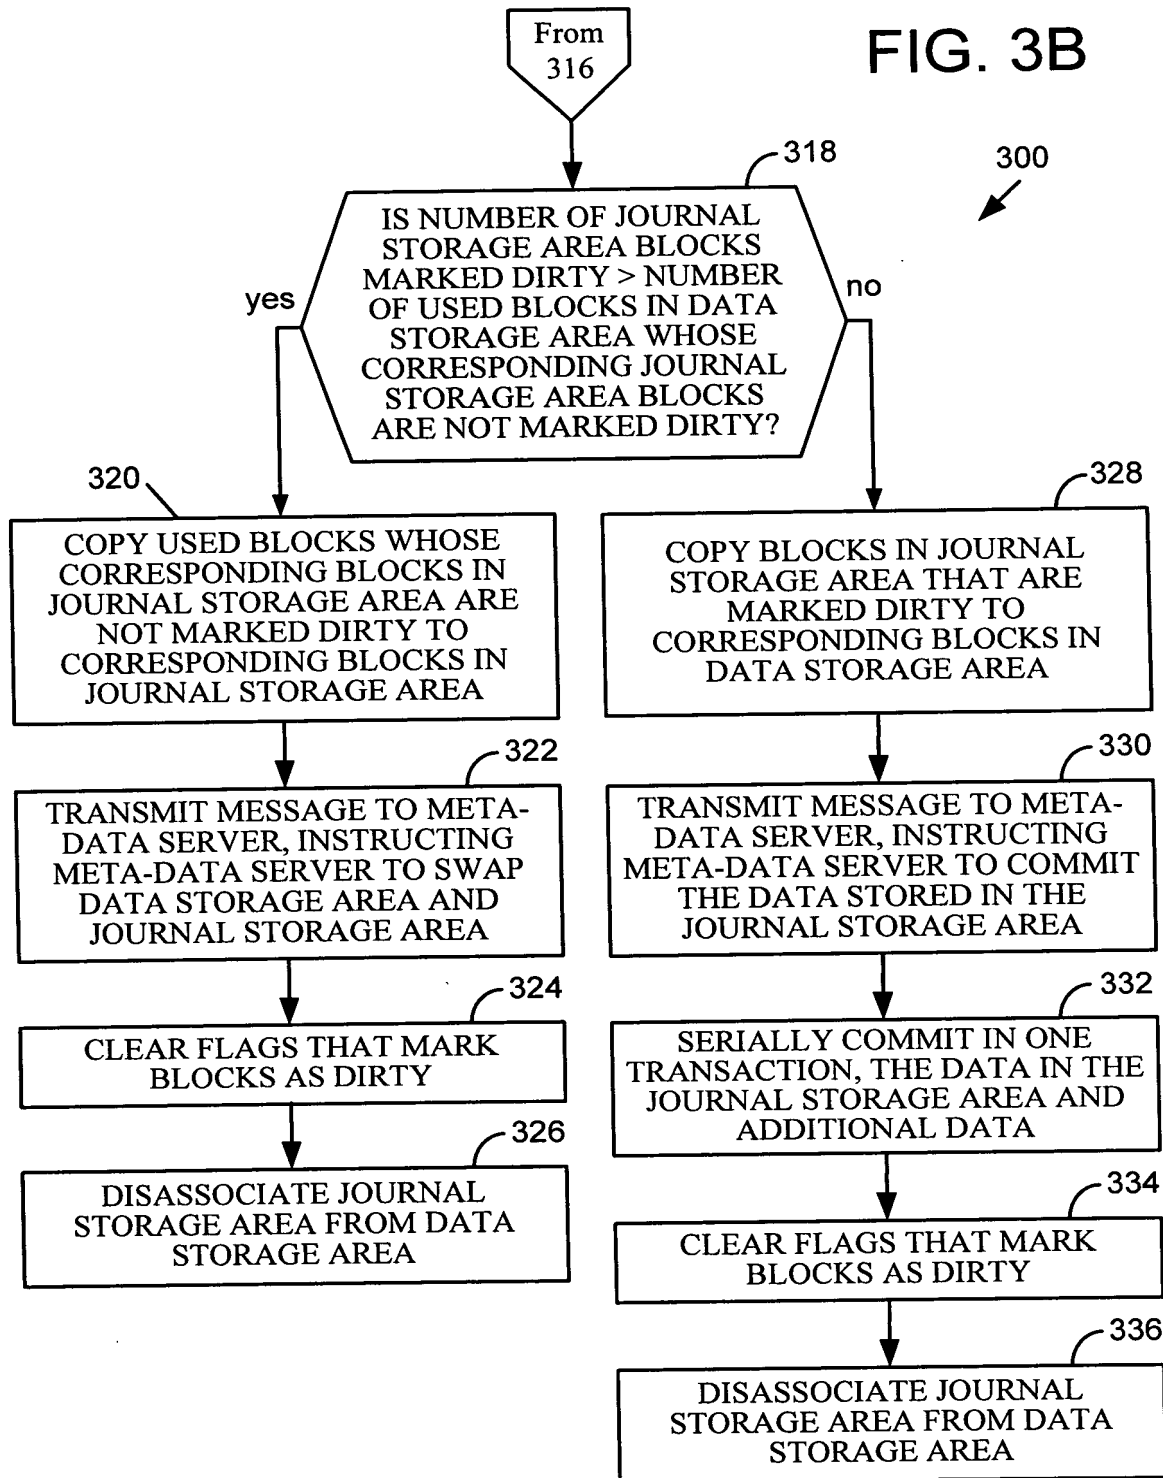 From
316
FIG. 3B
318
300
IS NUMBER OF JOURNAL
STORAGE AREA BLOCKS
MARKED DIRTY > NUMBER
OF USED BLOCKS IN DATA
STORAGE AREA WHOSE
CORRESPONDING JOURNAL
STORAGE AREA BLOCKS
ARE NOT MARKED DIRTY?
yes
no
320
COPY USED BLOCKS WHOSE
CORRESPONDING BLOCKS IN
JOURNAL STORAGE AREA ARE
NOT MARKED DIRTY TO
CORRESPONDING BLOCKS IN
JOURNAL STORAGE AREA
322
TRANSMIT MESSAGE TO META-
DATA SERVER, INSTRUCTING
META-DATA SERVER TO SWAP
DATA STORAGE AREA AND
JOURNAL STORAGE AREA
324
CLEAR FLAGS THAT MARK
BLOCKS AS DIRTY
326
DISASSOCIATE JOURNAL
STORAGE AREA FROM DATA
STORAGE AREA
328
COPY BLOCKS IN JOURNAL
STORAGE AREA THAT ARE
MARKED DIRTY TO
CORRESPONDING BLOCKS IN
DATA STORAGE AREA
330
TRANSMIT MESSAGE TO META-
DATA SERVER, INSTRUCTING
META-DATA SERVER TO COMMIT
THE DATA STORED IN THE
JOURNAL STORAGE AREA
332
SERIALLY COMMIT IN ONE
TRANSACTION, THE DATA IN THE
JOURNAL STORAGE AREA AND
ADDITIONAL DATA
334
CLEAR FLAGS THAT MARK
BLOCKS AS DIRTY
336
DISASSOCIATE JOURNAL
STORAGE AREA FROM DATA
STORAGE AREA